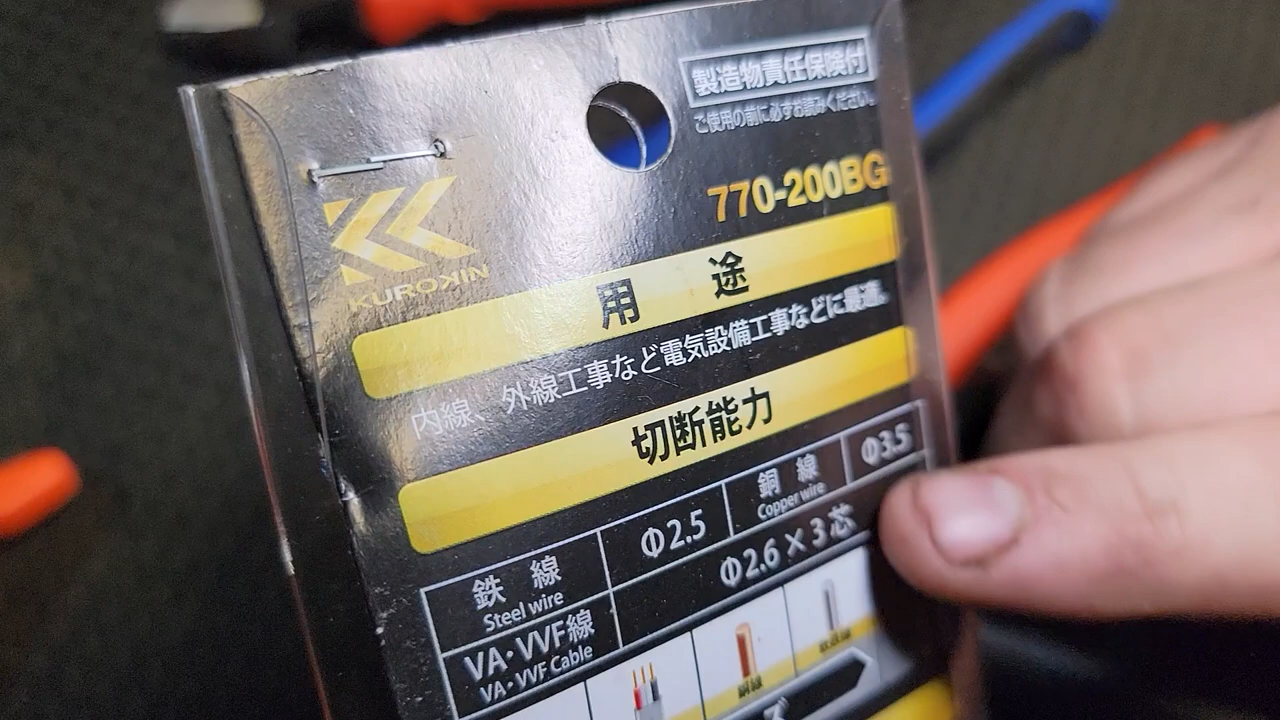 製造物責任保険付
ご使用の前に必ずお読みください。
770-200BG
KUROKIN
用 途
内線、外線工事など電気設備工事などに最適。
切断能力
鉄 線 Φ2.5 銅 線 Φ3.5
Steel wire Copper wire
VA・VVF線 Φ2.6×3芯
VA・VVF Cable
銅線
ズ